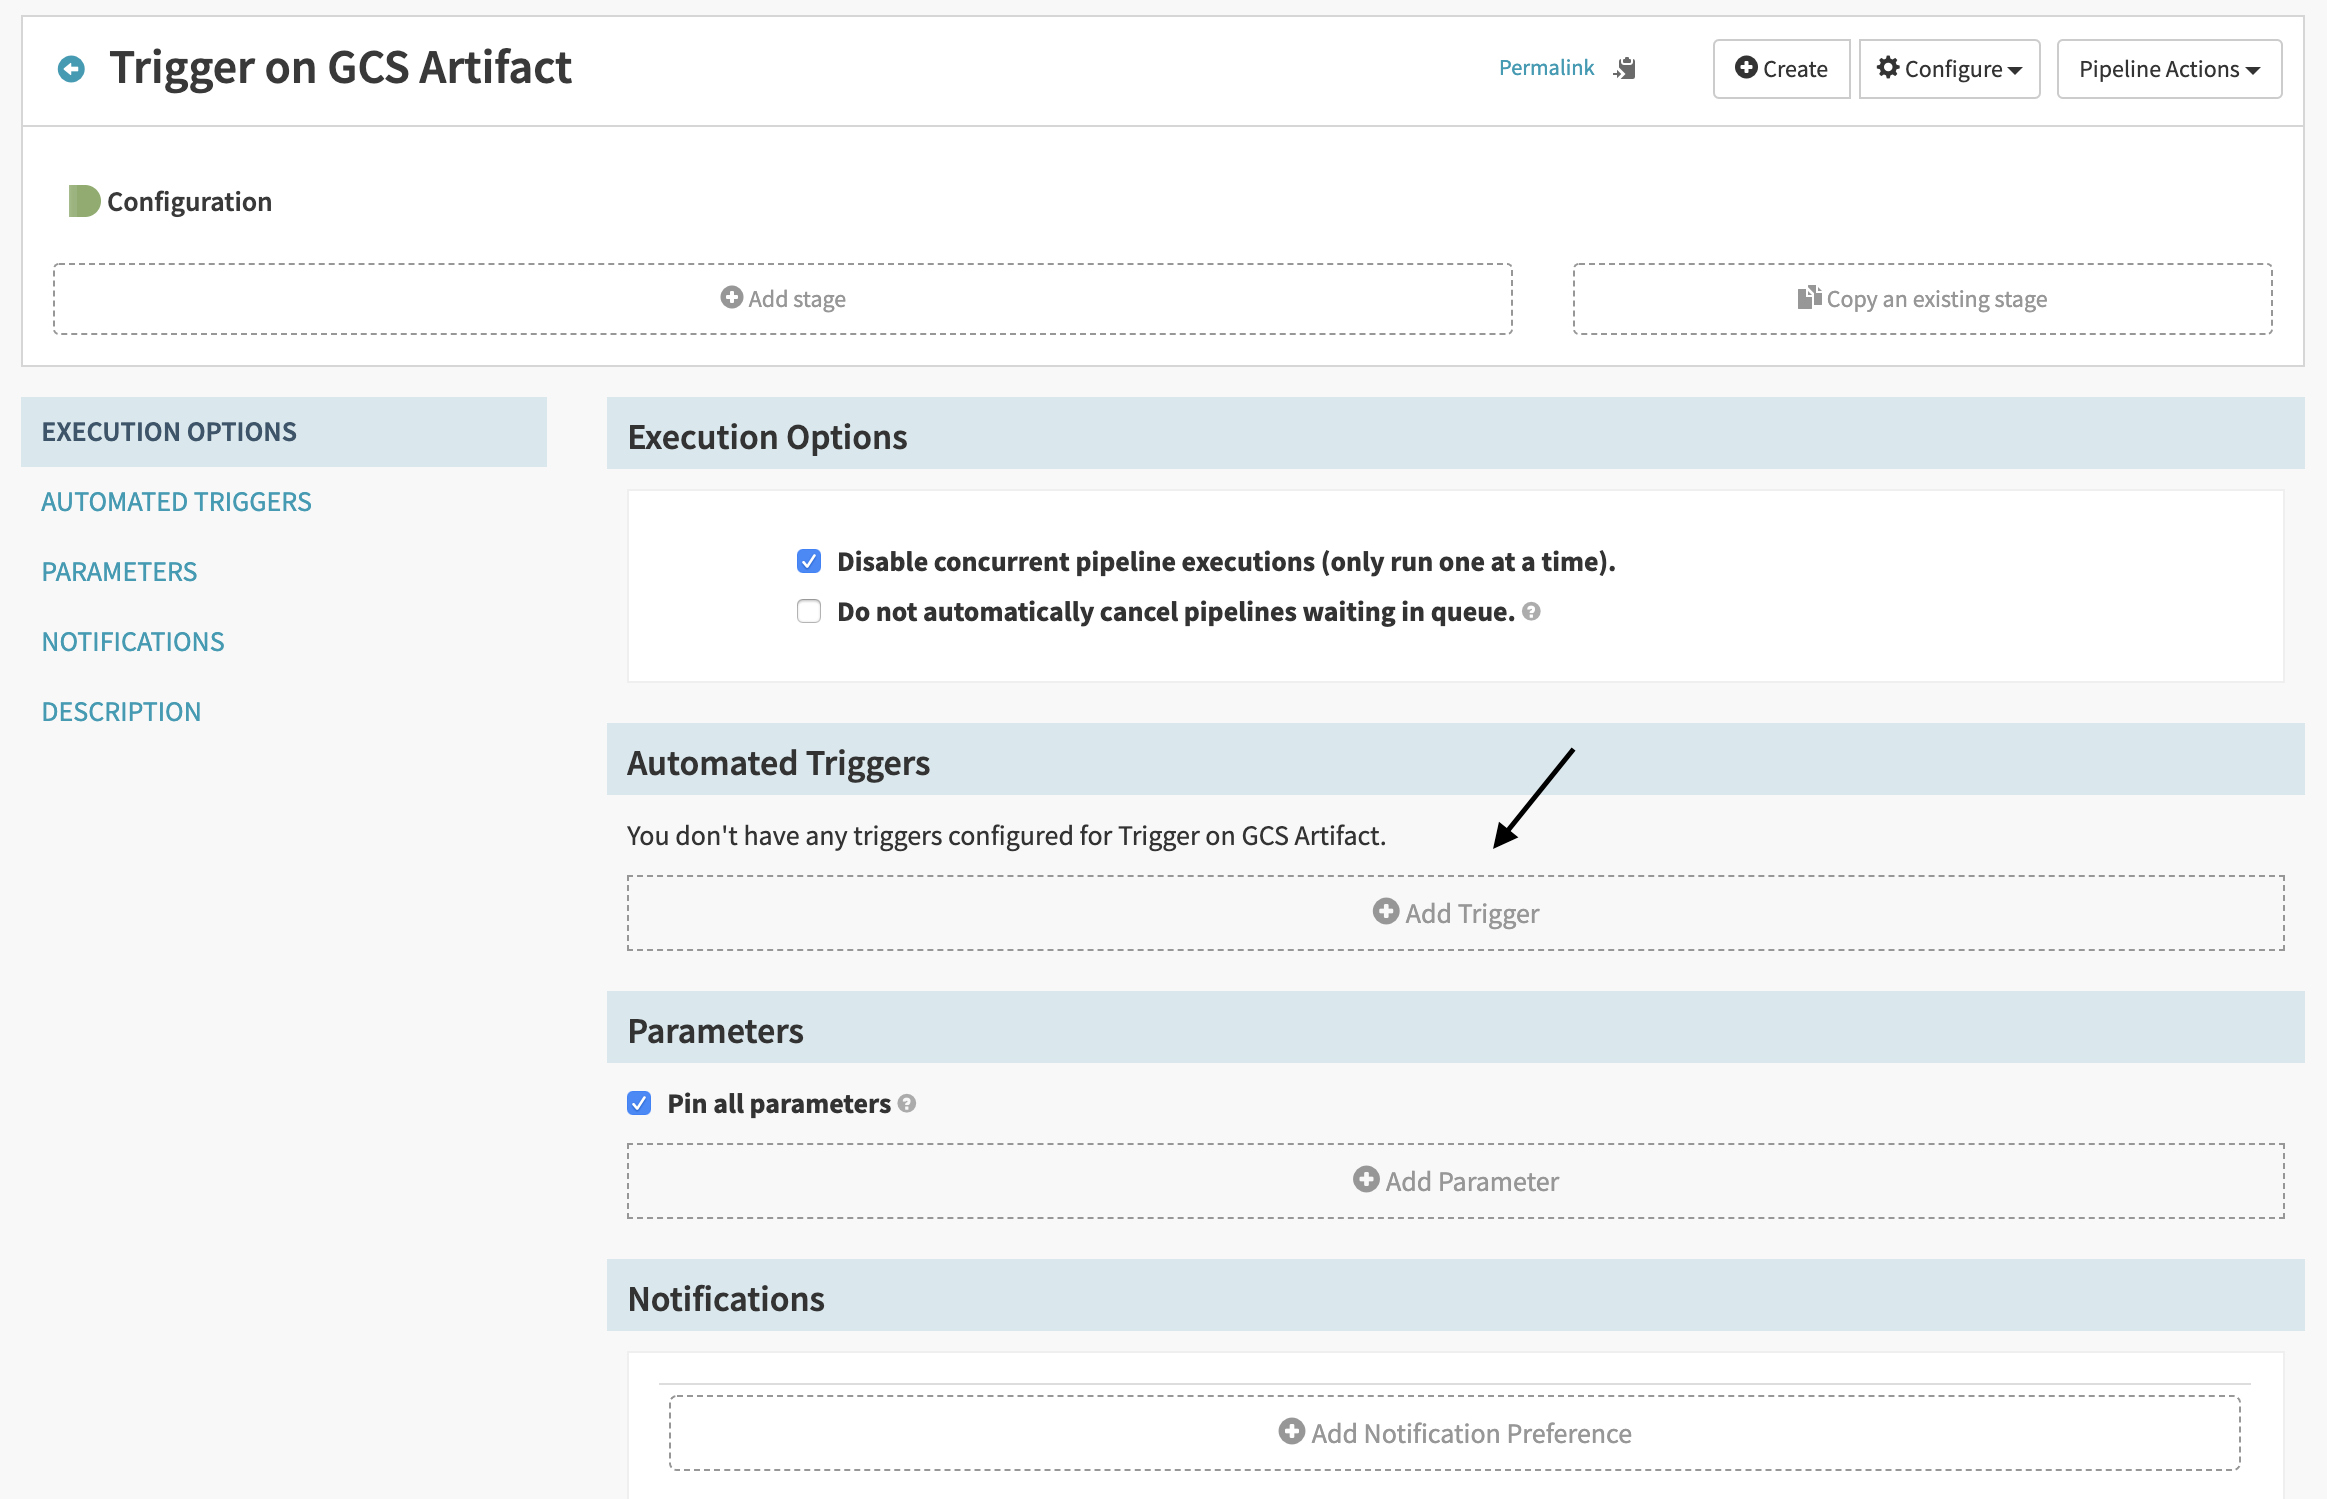 Trigger on GCS Artifact
Permalink
Create
Configure
Pipeline Actions
Configuration
Add stage
Copy an existing stage
EXECUTION OPTIONS
AUTOMATED TRIGGERS
PARAMETERS
NOTIFICATIONS
DESCRIPTION
Execution Options
Disable concurrent pipeline executions (only run one at a time).
Do not automatically cancel pipelines waiting in queue.
Automated Triggers
You don't have any triggers configured for Trigger on GCS Artifact.
Add Trigger
Parameters
Pin all parameters
Add Parameter
Notifications
Add Notification Preference